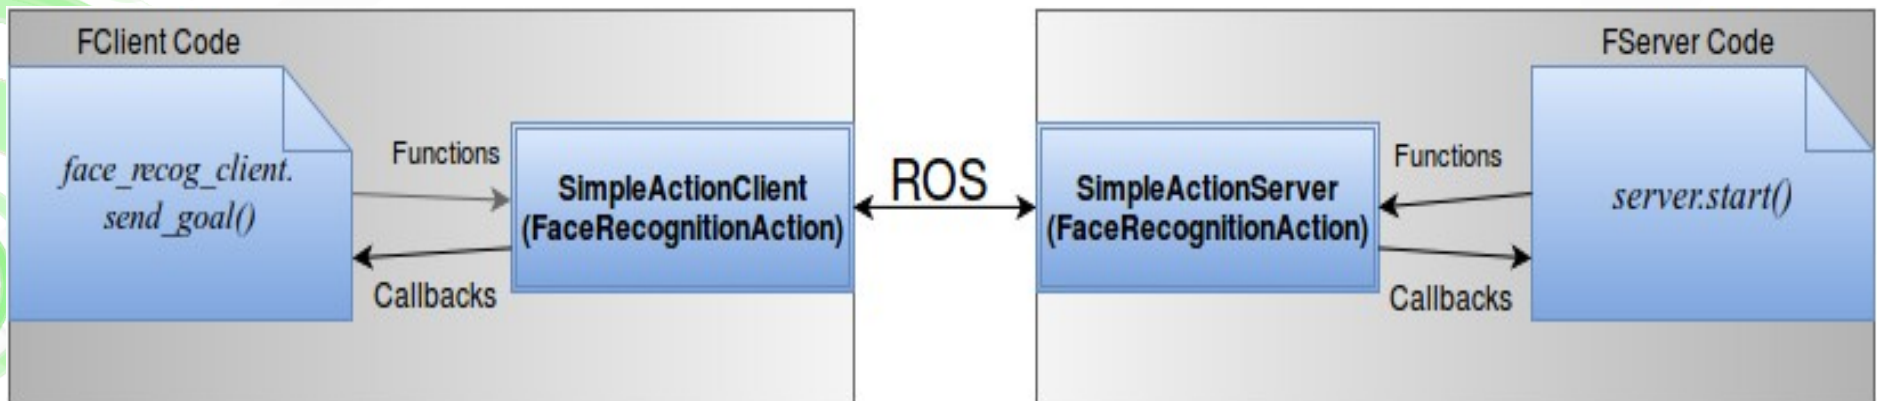 FClient Code
face_recog_client.
send_goal()
Functions
Callbacks
SimpleActionClient
(FaceRecognitionAction)
ROS
SimpleActionServer
(FaceRecognitionAction)
Functions
Callbacks
FServer Code
server.start()